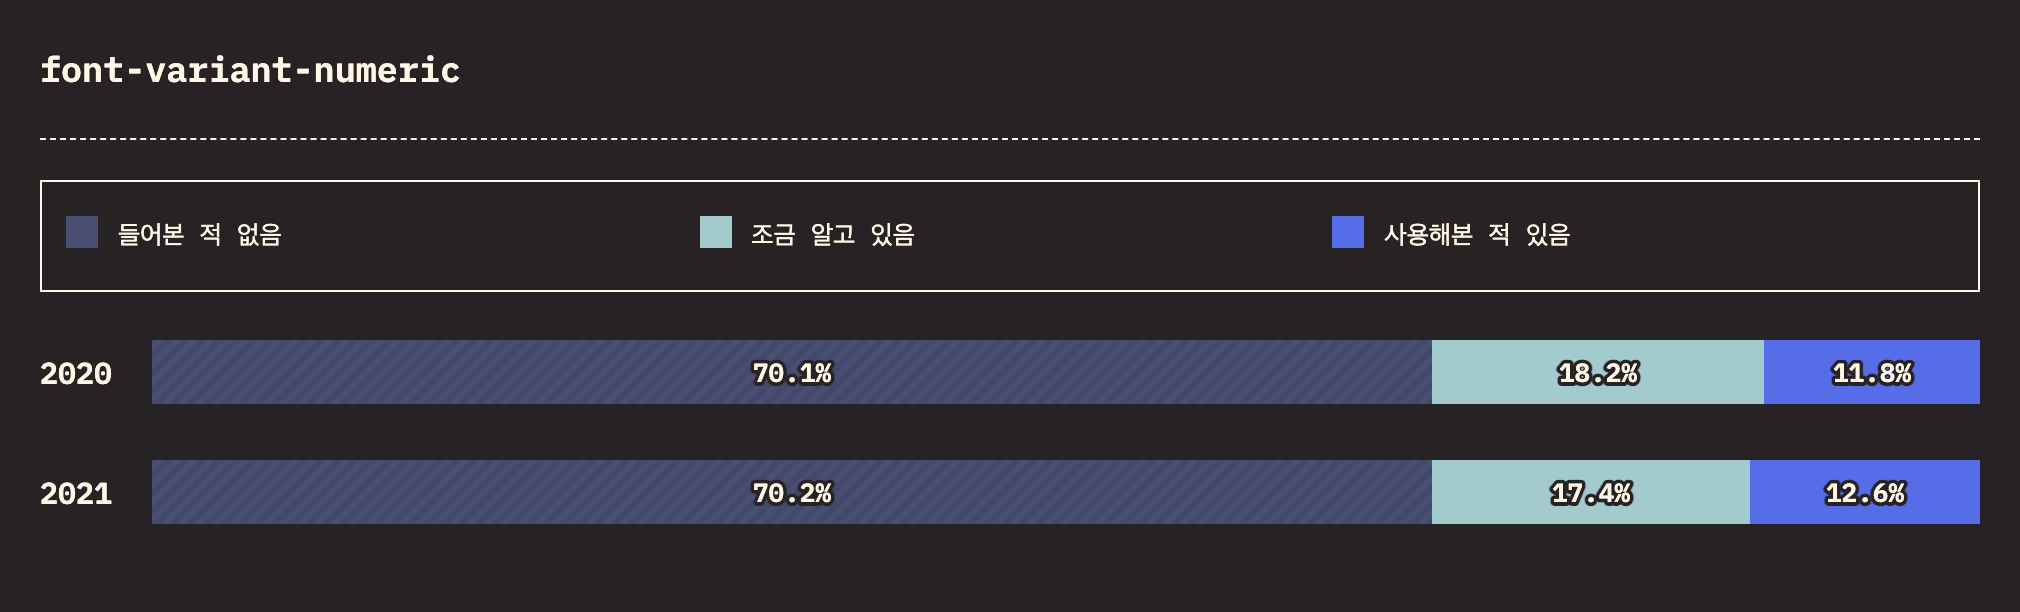 font-variant-numeric
들어본 적 없음 조금 알고 있음 사용해본 적 있음
2020 70.1% 18.2% 11.8%
2021 70.2% 17.4% 12.6%